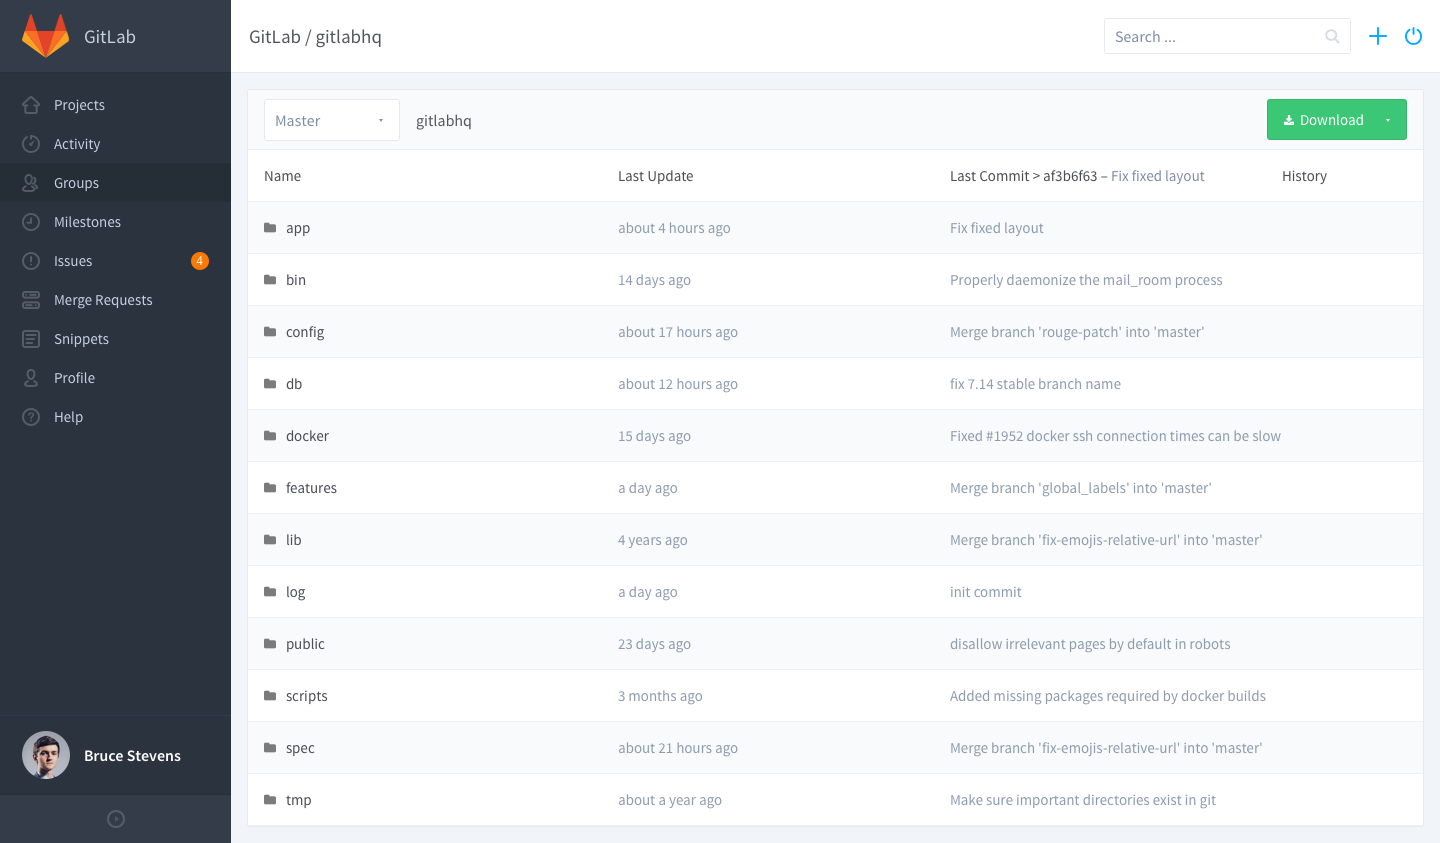 GitLab
GitLab / gitlabhq
Search ...
Projects
Activity
Groups
Milestones
Issues 4
Merge Requests
Snippets
Profile
Help
Bruce Stevens
Master gitlabhq Download
Name Last Update Last Commit > af3b6f63 – Fix fixed layout History
app about 4 hours ago Fix fixed layout
bin 14 days ago Properly daemonize the mail_room process
config about 17 hours ago Merge branch 'rouge-patch' into 'master'
db about 12 hours ago fix 7.14 stable branch name
docker 15 days ago Fixed #1952 docker ssh connection times can be slow
features a day ago Merge branch 'global_labels' into 'master'
lib 4 years ago Merge branch 'fix-emojis-relative-url' into 'master'
log a day ago init commit
public 23 days ago disallow irrelevant pages by default in robots
scripts 3 months ago Added missing packages required by docker builds
spec about 21 hours ago Merge branch 'fix-emojis-relative-url' into 'master'
tmp about a year ago Make sure important directories exist in git